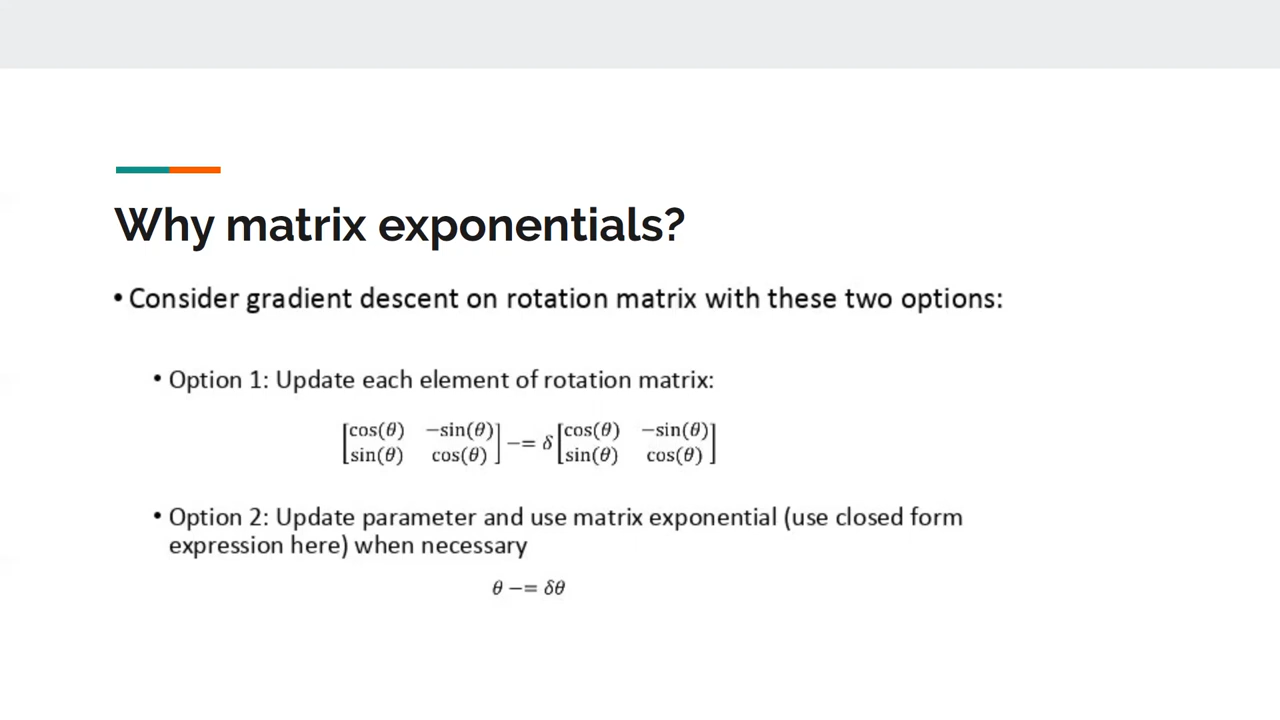 Why matrix exponentials?
• Consider gradient descent on rotation matrix with these two options:
• Option 1: Update each element of rotation matrix:
[cos(θ) −sin(θ)] −= δ [cos(θ) −sin(θ)]
[sin(θ) cos(θ)] [sin(θ) cos(θ)]
• Option 2: Update parameter and use matrix exponential (use closed form
expression here) when necessary
θ −= δθ